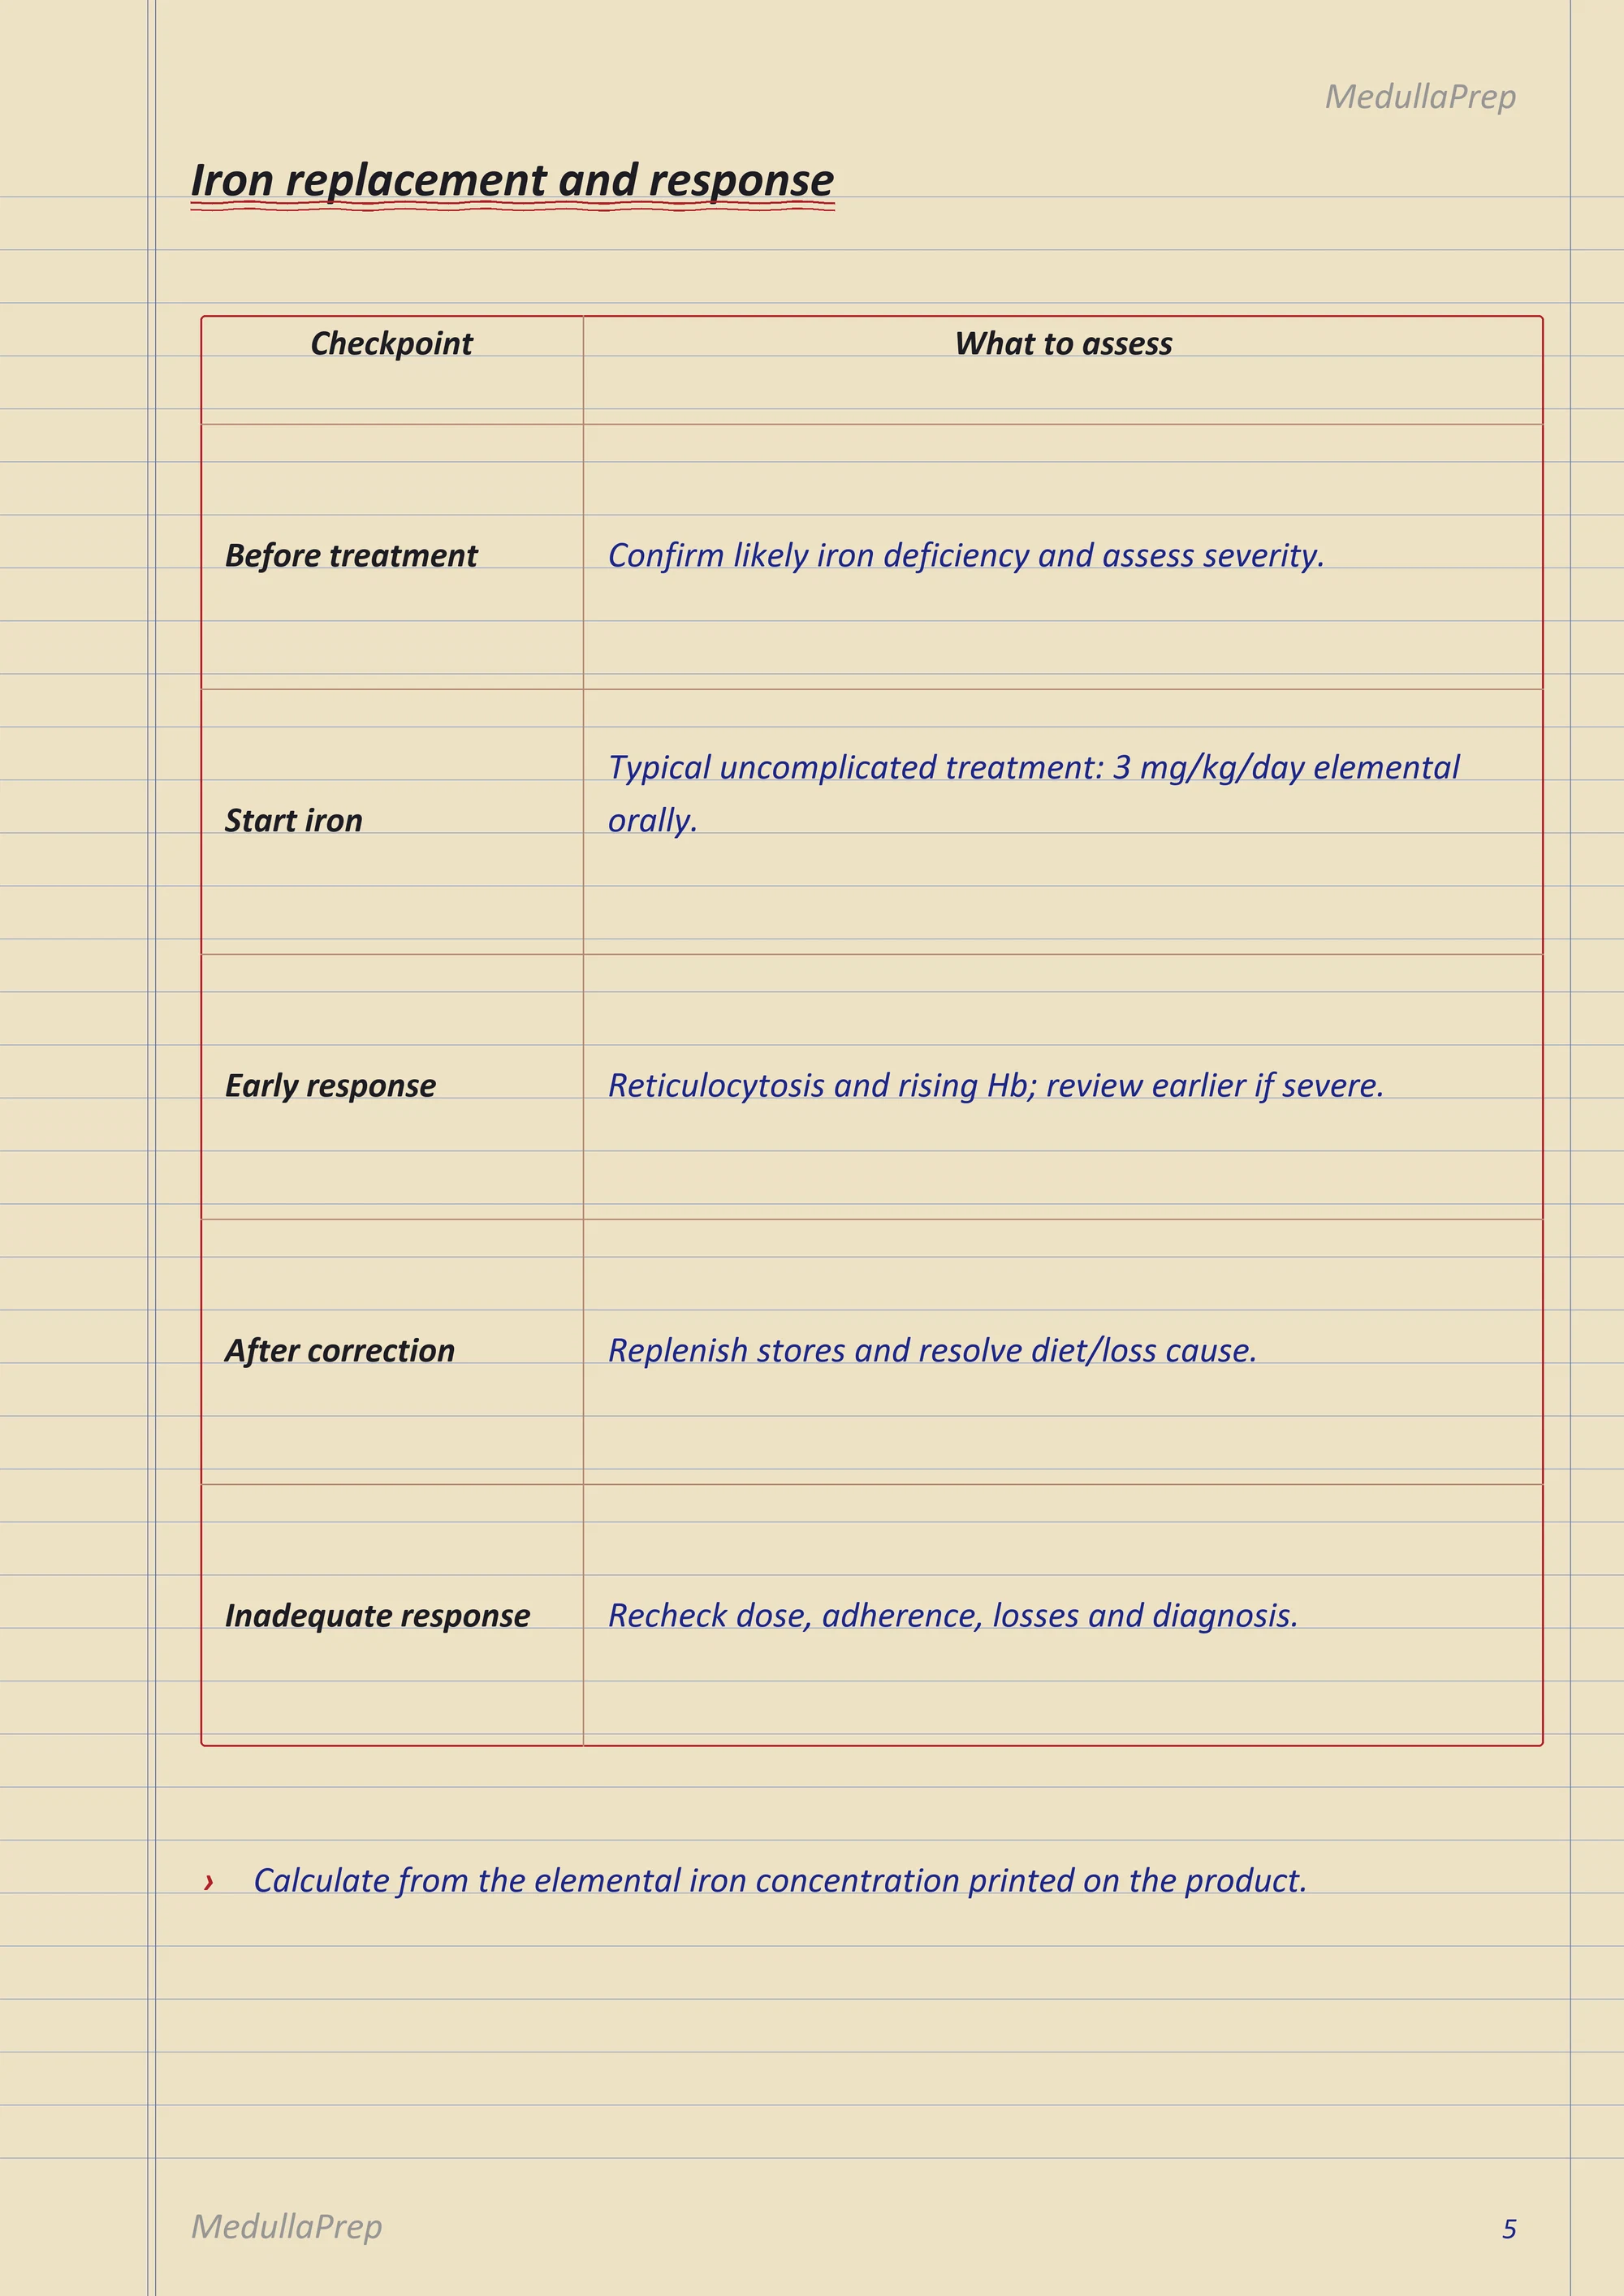 MedullaPrep
Iron replacement and response
Checkpoint What to assess
Before treatment Confirm likely iron deficiency and assess severity.
Typical uncomplicated treatment: 3 mg/kg/day elemental
Start iron orally.
Early response Reticulocytosis and rising Hb; review earlier if severe.
After correction Replenish stores and resolve diet/loss cause.
Inadequate response Recheck dose, adherence, losses and diagnosis.
› Calculate from the elemental iron concentration printed on the product.
MedullaPrep 5